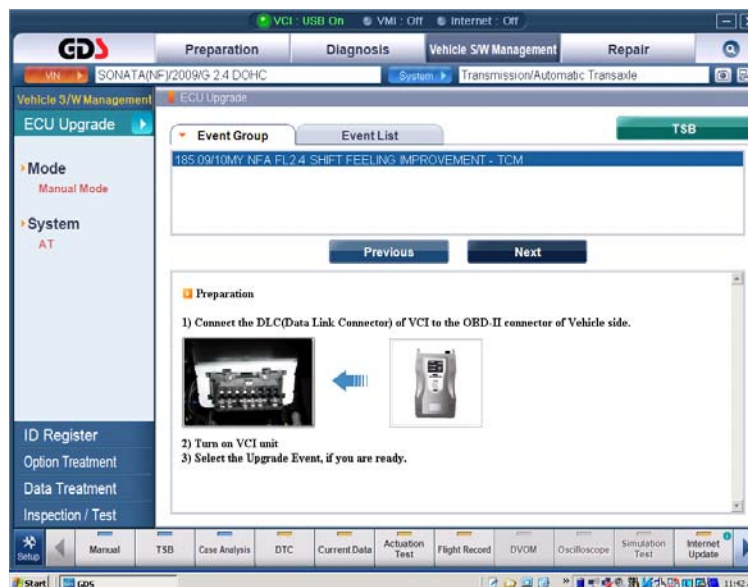 VCI : USB On VMI : Off Internet : Off
GDS Preparation Diagnosis Vehicle S/W Management Repair
VIN SONATA(NF)/2009/G 2.4 DOHC System Transmission/Automatic Transaxle
Vehicle S/W Management ECU Upgrade
ECU Upgrade
Event Group Event List TSB
185.09/10MY NFA FL2.4 SHIFT FEELING IMPROVEMENT - TCM
Mode
Manual Mode
System
AT
Previous Next
Preparation
1) Connect the DLC(Data Link Connector) of VCI to the OBD-II connector of Vehicle side.
2) Turn on VCI unit
3) Select the Upgrade Event, if you are ready.
ID Register
Option Treatment
Data Treatment
Inspection / Test
Setup Manual TSB Case Analysis DTC Current Data Actuation Test Flight Record DVOM Oscilloscope Simulation Test Internet Update
Start GDS